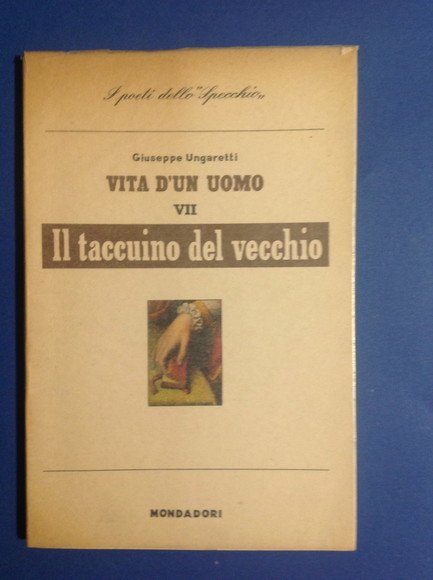 I poeti dello "Specchio„
Giuseppe Ungaretti
VITA D'UN UOMO
VII
Il taccuino del vecchio
MONDADORI